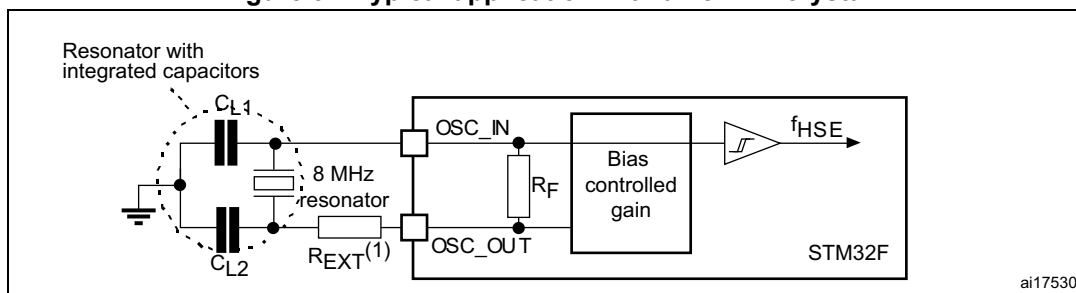 Resonator with
integrated capacitors
CL1
OSC_IN
fHSE
8 MHz
resonator
RF
Bias
controlled
gain
REXT(1)
OSC_OUT
STM32F
CL2
ai17530